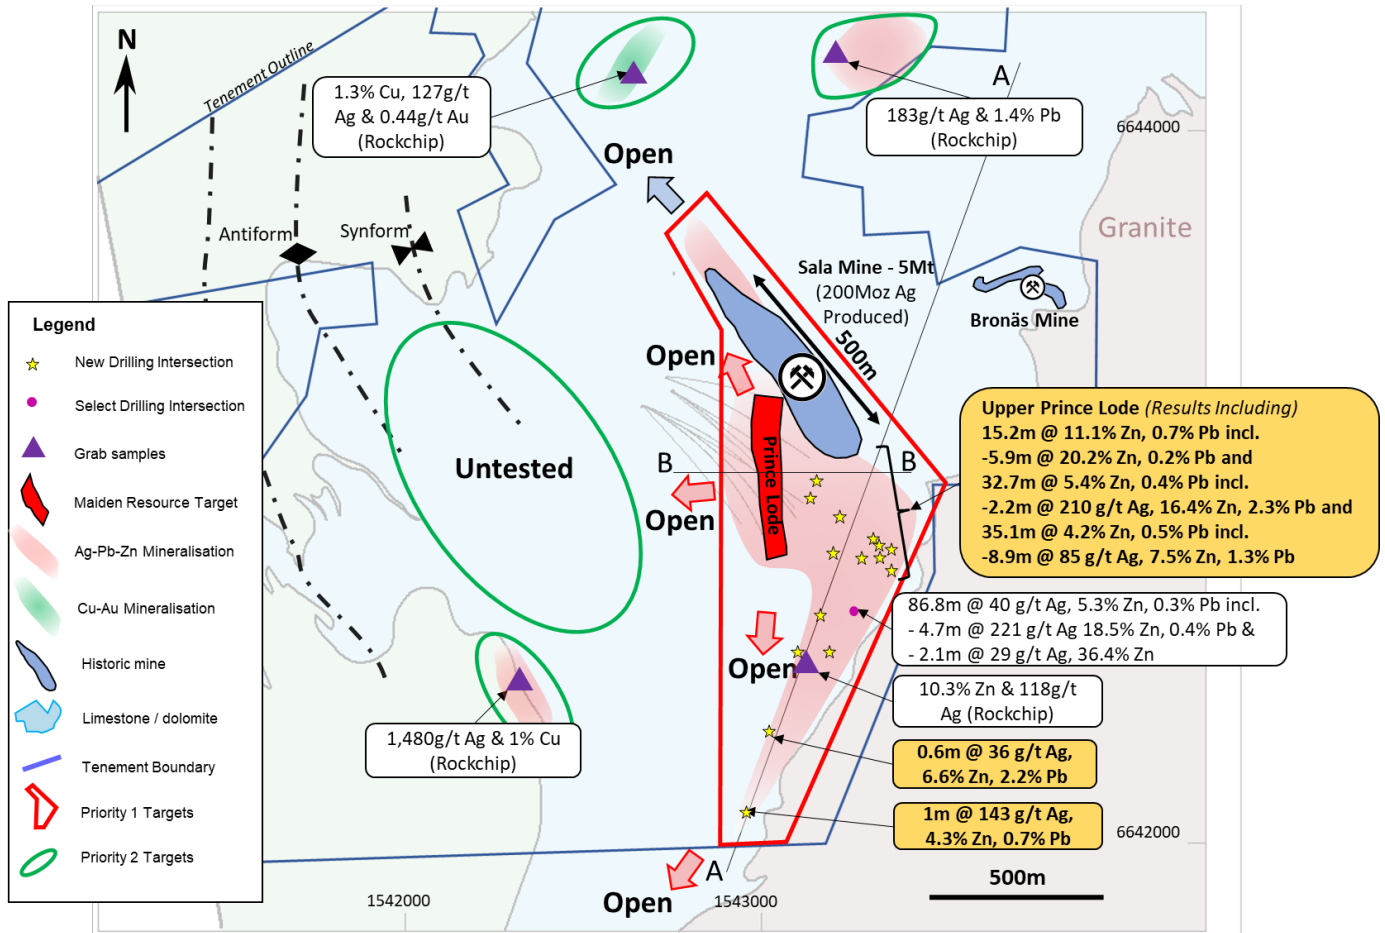 N
Tenement Outline
1.3% Cu, 127g/t
Ag & 0.44g/t Au
(Rockchip)
A
183g/t Ag & 1.4% Pb
(Rockchip)
6644000
Open
Granite
Antiform
Synform
Sala Mine - 5Mt
(200Moz Ag
Produced)
500m
Bronäs Mine
Open
Legend
New Drilling Intersection
Select Drilling Intersection
Grab samples
Maiden Resource Target
Ag-Pb-Zn Mineralisation
Cu-Au Mineralisation
Historic mine
Limestone / dolomite
Tenement Boundary
Priority 1 Targets
Priority 2 Targets
Untested
B
B
Prince Lode
Open
Upper Prince Lode (Results Including)
15.2m @ 11.1% Zn, 0.7% Pb incl.
-5.9m @ 20.2% Zn, 0.2% Pb and
32.7m @ 5.4% Zn, 0.4% Pb incl.
-2.2m @ 210 g/t Ag, 16.4% Zn, 2.3% Pb and
35.1m @ 4.2% Zn, 0.5% Pb incl.
-8.9m @ 85 g/t Ag, 7.5% Zn, 1.3% Pb
86.8m @ 40 g/t Ag, 5.3% Zn, 0.3% Pb incl.
- 4.7m @ 221 g/t Ag 18.5% Zn, 0.4% Pb &
- 2.1m @ 29 g/t Ag, 36.4% Zn
Open
10.3% Zn & 118g/t
Ag (Rockchip)
1,480g/t Ag & 1% Cu
(Rockchip)
0.6m @ 36 g/t Ag,
6.6% Zn, 2.2% Pb
1m @ 143 g/t Ag,
4.3% Zn, 0.7% Pb
6642000
A
Open
1542000
1543000
500m